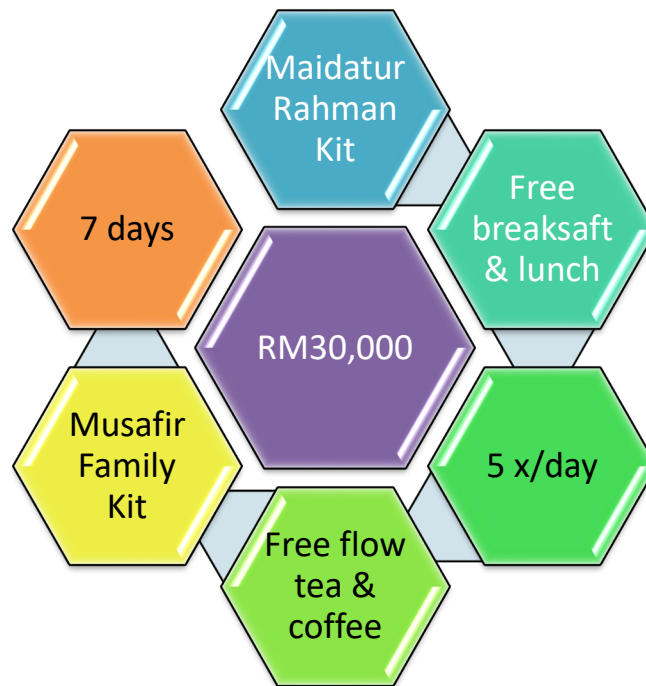 Maidatur
Rahman
Kit
Free
breaksaft
& lunch
5 x/day
Free flow
tea &
coffee
Musafir
Family
Kit
7 days
RM30,000